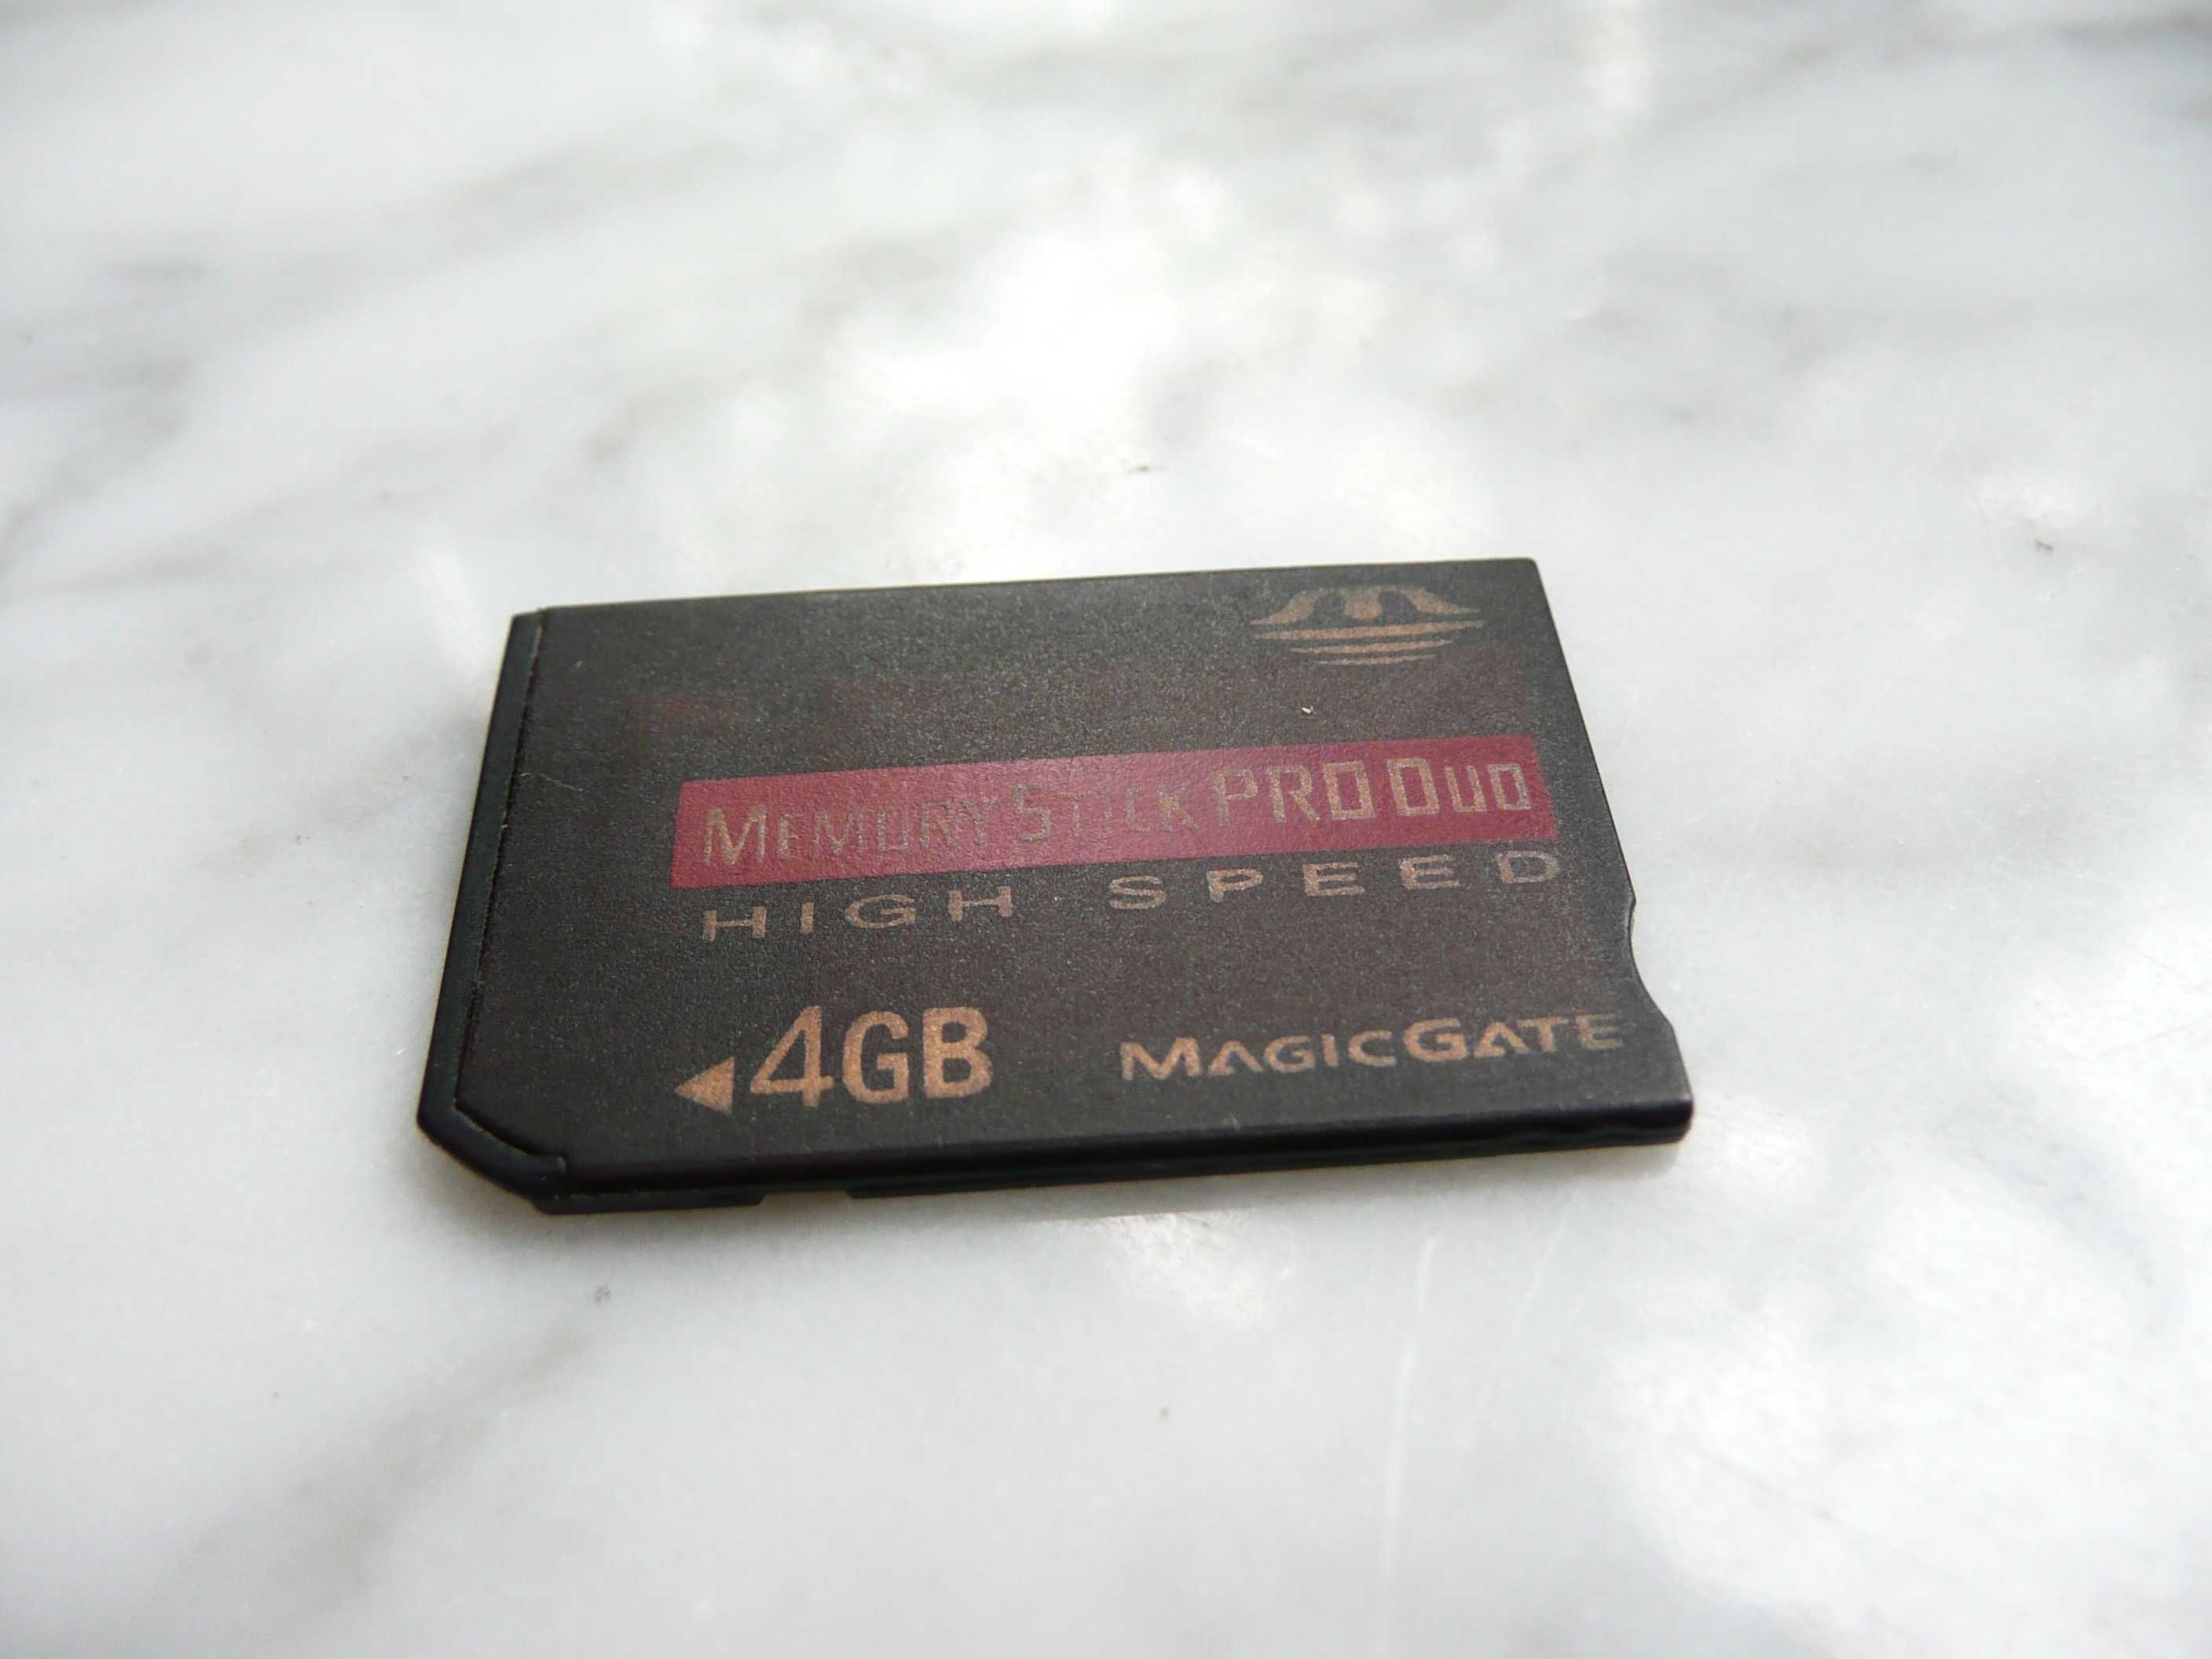 MEMORY STICK PRO DUO
HIGH SPEED
4GB MAGICGATE